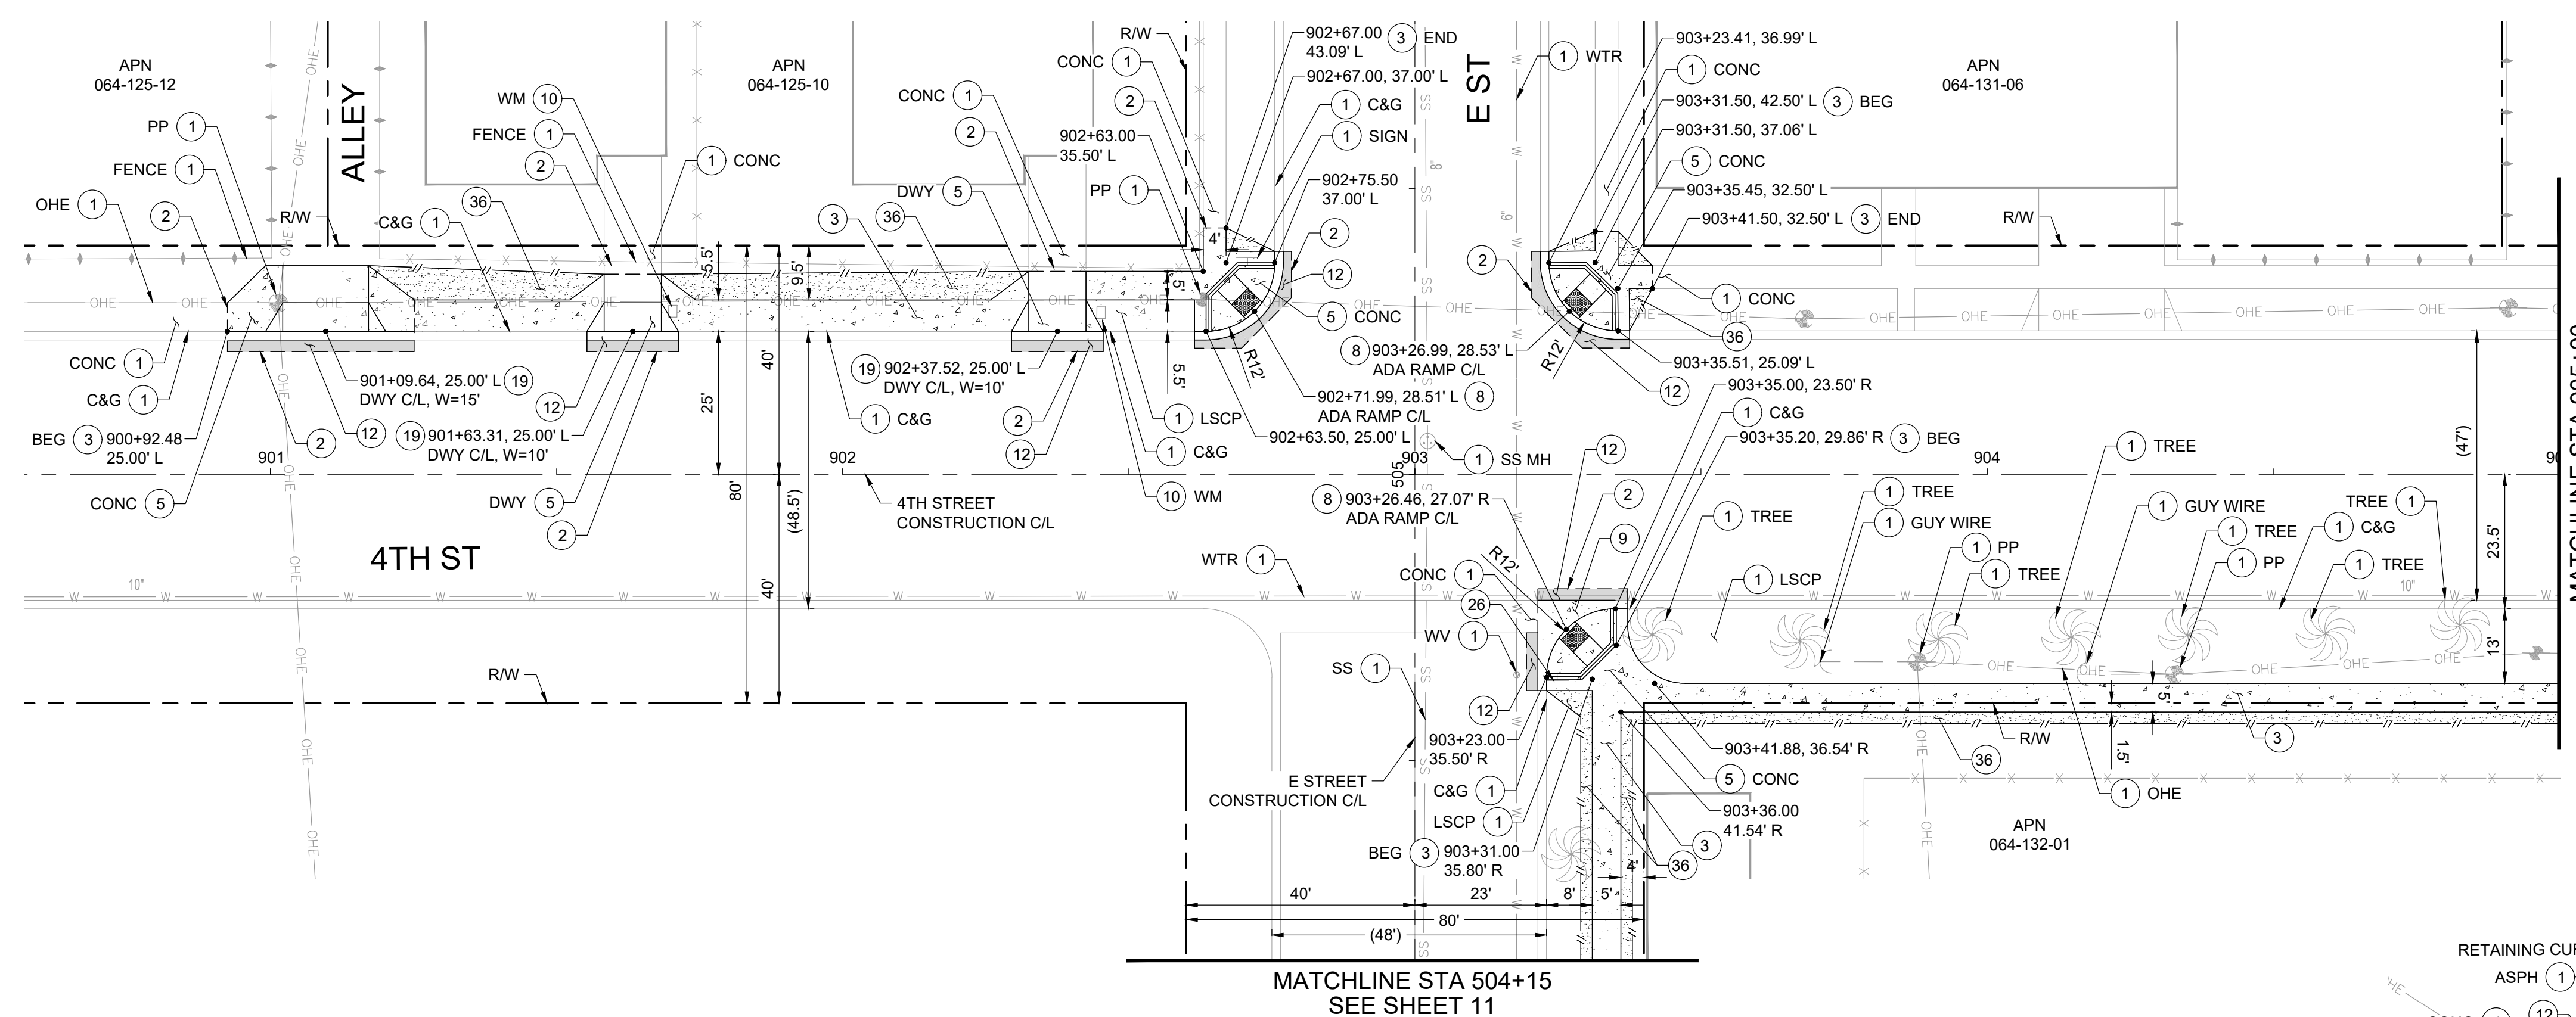 APN
064-125-12
ALLEY
PP 1
FENCE 1
OHE 1
2
R/W
C&G 1
36
WM 10
FENCE 1
2
1 CONC
APN
064-125-10
CONC 1
2
DWY 5
3
36
R/W
CONC 1
2
902+63.00
35.50' L
PP 1
902+67.00 3 END
43.09' L
902+67.00, 37.00' L
1 C&G
1 SIGN
902+75.50
37.00' L
2
12
5 CONC
4'
E ST
1 WTR
903+23.41, 36.99' L
1 CONC
903+31.50, 42.50' L 3 BEG
903+31.50, 37.06' L
5 CONC
903+35.45, 32.50' L
903+41.50, 32.50' L 3 END
R/W
APN
064-131-06
2
1 CONC
36
8"
6"
OHE
W
SS
5.5'
9.5'
5'
5.5'
CONC 1
C&G 1
BEG 3 900+92.48
25.00' L
CONC 5
901
901+09.64, 25.00' L 19
DWY C/L, W=15'
2
12
12
19 901+63.31, 25.00' L
DWY C/L, W=10'
DWY 5
2
25'
40'
80'
40'
(48.5')
902
19 902+37.52, 25.00' L
DWY C/L, W=10'
1 C&G
2
12
4TH STREET
CONSTRUCTION C/L
1 LSCP
1 C&G
10 WM
R12'
902+71.99, 28.51' L 8
ADA RAMP C/L
902+63.50, 25.00' L
1 SS MH
903
505
8 903+26.99, 28.53' L
ADA RAMP C/L
R12'
903+35.51, 25.09' L
12
903+35.00, 23.50' R
1 C&G
903+35.20, 29.86' R 3 BEG
12
8 903+26.46, 27.07' R
ADA RAMP C/L
2
9
1 TREE
1 TREE
1 GUY WIRE
904
1 PP
1 TREE
1 TREE
1 GUY WIRE
1 TREE
1 PP
TREE 1
1 C&G
1 TREE
1 LSCP
(47')
23.5'
13'
4TH ST
10"
10"
WTR 1
R12'
CONC 1
26
WV 1
SS 1
R/W
12
903+23.00
35.50' R
E STREET
CONSTRUCTION C/L
C&G 1
LSCP 1
BEG 3 903+31.00
35.80' R
903+41.88, 36.54' R
5 CONC
903+36.00
41.54' R
3
36
4'
36
R/W
5'
1.5'
3
1 OHE
APN
064-132-01
40'
23'
8'
5'
80'
(48')
MATCHLINE STA 504+15
SEE SHEET 11
ASPH 1
12